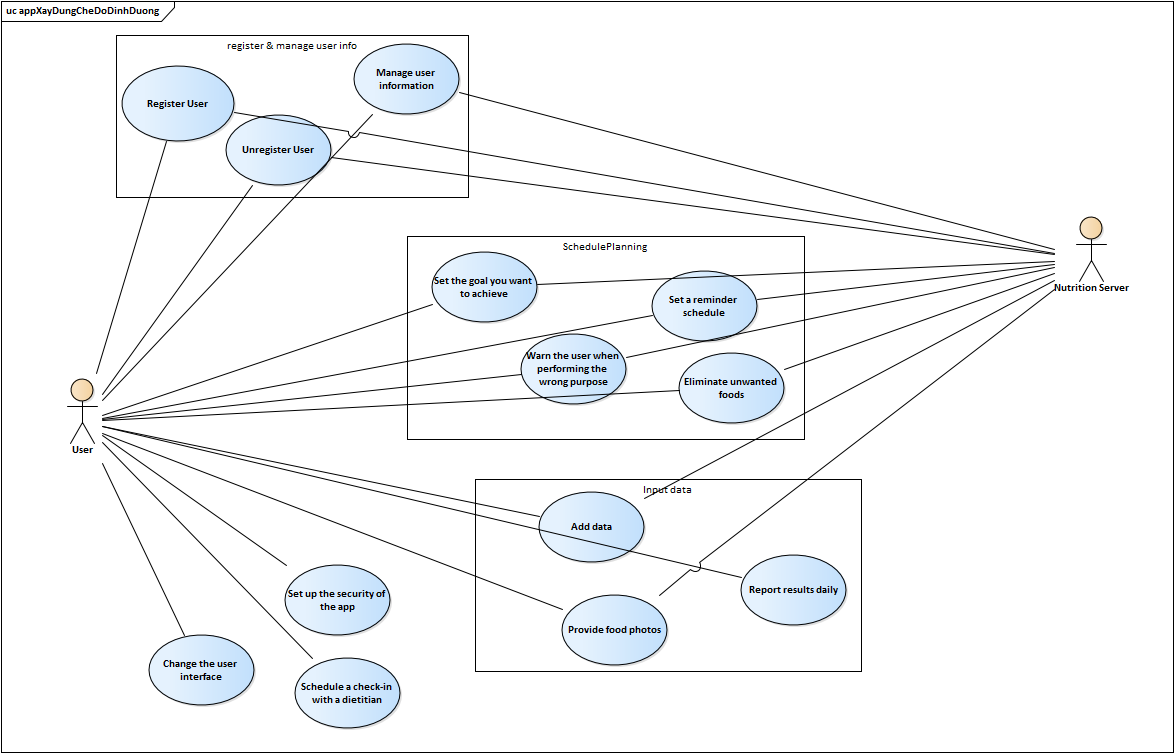 uc appXayDungCheDoDinhDuong
register & manage user info
Manage user
information
Register User
Unregister User
SchedulePlanning
Set the goal you want
to achieve
Set a reminder
schedule
Warn the user when
performing the
wrong purpose
Eliminate unwanted
foods
Nutrition Server
User
Input data
Add data
Report results daily
Provide food photos
Set up the security of
the app
Change the user
interface
Schedule a check-in
with a dietitian